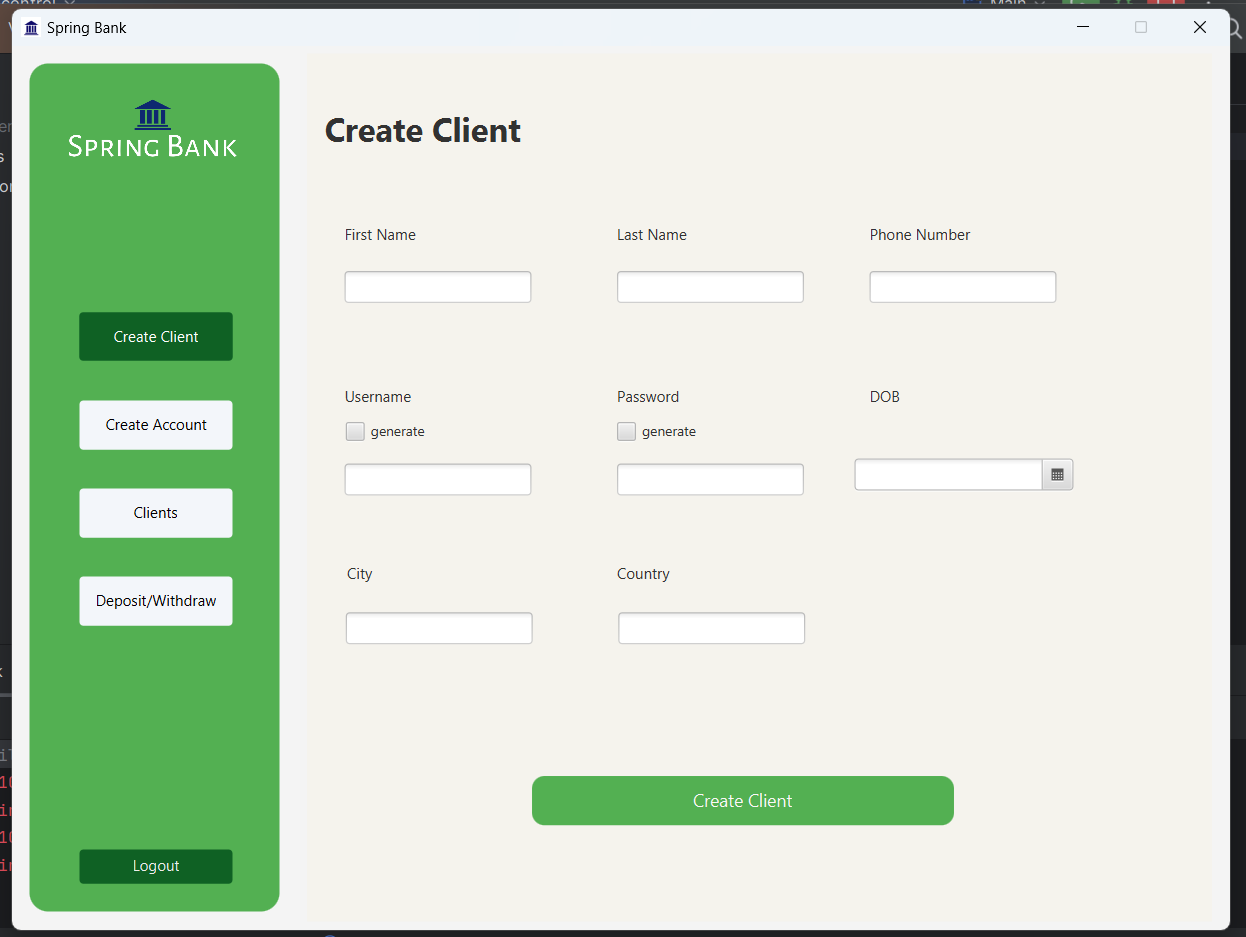 Main
Spring Bank
SPRING BANK
Create Client
Create Account
Clients
Deposit/Withdraw
Logout
Create Client
First Name Last Name Phone Number
Username Password DOB
generate generate
City Country
Create Client